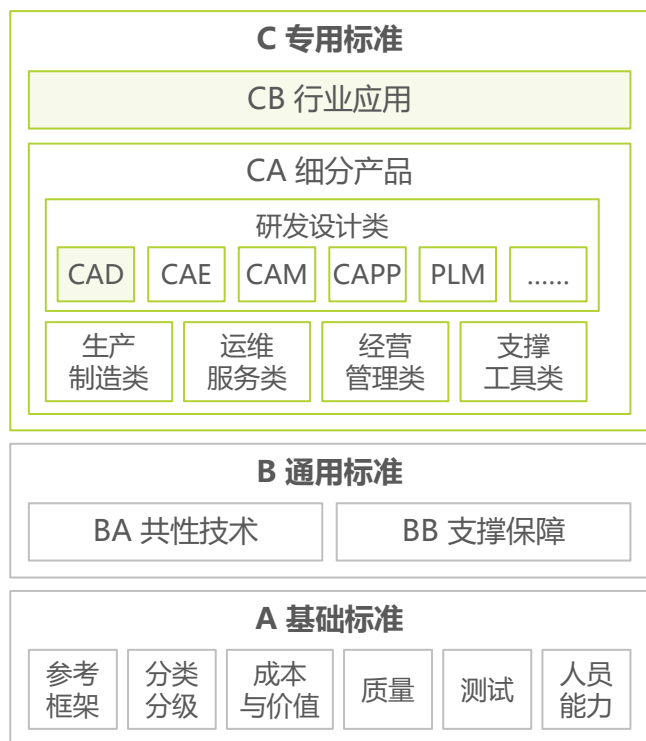 C 专用标准
CB 行业应用
CA 细分产品
研发设计类
CAD CAE CAM CAPP PLM ......
生产 运维 经营 支撑
制造类 服务类 管理类 工具类
B 通用标准
BA 共性技术 BB 支撑保障
A 基础标准
参考 分类 成本 质量 测试 人员
框架 分级 与价值 能力